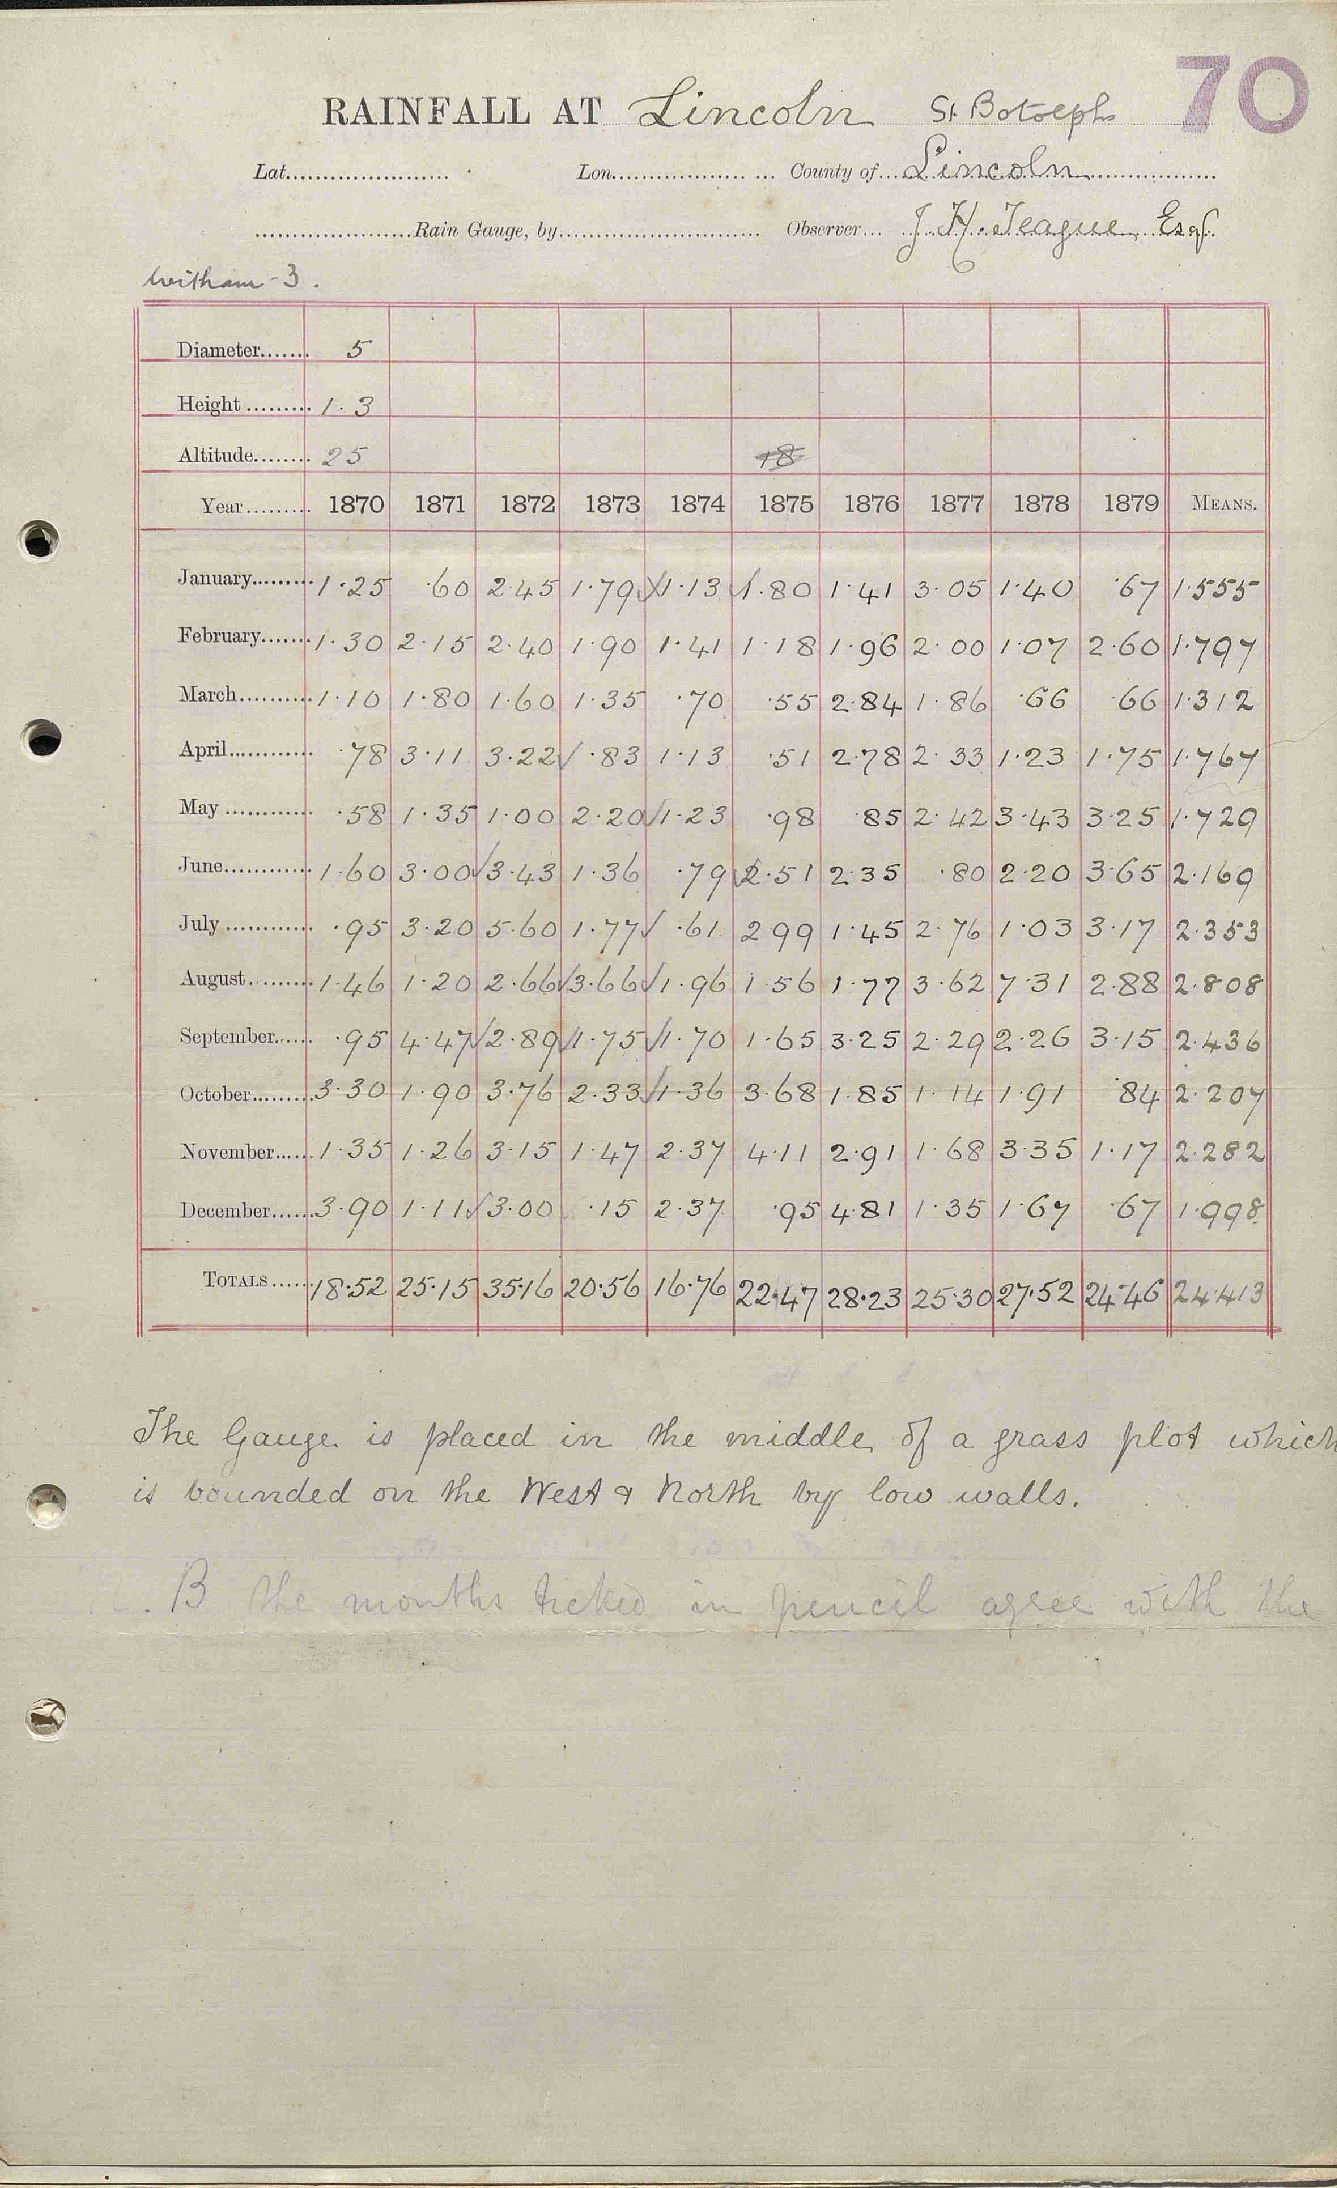 70
RAINFALL AT Lincoln St Botolph
Lat. Lon. County of Lincoln
Rain Gauge, by Observer J. H. Teague Esq
Witham - 3.
Diameter 5
Height 1.3
Altitude 25 18
Year 1870 1871 1872 1873 1874 1875 1876 1877 1878 1879 MEANS.
January 1.25 .60 2.45 1.79 1.13 1.80 1.41 3.05 1.40 .67 1.555
February 1.30 2.15 2.40 1.90 1.41 1.18 1.96 2.00 1.07 2.60 1.797
March 1.10 1.80 1.60 1.35 .70 .55 2.84 1.86 .66 .66 1.312
April .78 3.11 3.22 ✓ .83 1.13 .51 2.78 2.33 1.23 1.75 1.767
May .58 1.35 1.00 2.20 ✓ 1.23 .98 .85 2.42 3.43 3.25 1.729
June 1.60 3.00 ✓ 3.43 1.36 .79 ✓ 2.51 2.35 .80 2.20 3.65 2.169
July .95 3.20 5.60 1.77 ✓ .61 2.99 1.45 2.76 1.03 3.17 2.353
August 1.46 1.20 2.66 ✓ 3.66 ✓ 1.96 1.56 1.77 3.62 7.31 2.88 2.808
September .95 4.47 ✓ 2.89 ✓ 1.75 ✓ 1.70 1.65 3.25 2.29 2.26 3.15 2.436
October 3.30 1.90 3.76 2.33 ✓ 1.36 3.68 1.85 1.14 1.91 .84 2.207
November 1.35 1.26 3.15 1.47 2.37 4.11 2.91 1.68 3.35 1.17 2.282
December 3.90 1.11 ✓ 3.00 .15 2.37 .95 4.81 1.35 1.67 .67 1.998
TOTALS 18.52 25.15 35.16 20.56 16.76 22.47 28.23 25.30 27.52 24.46 24.413
The Gauge is placed in the middle of a grass plot which
is bounded on the West & North by low walls.
N. B the months ticked in pencil agree with the